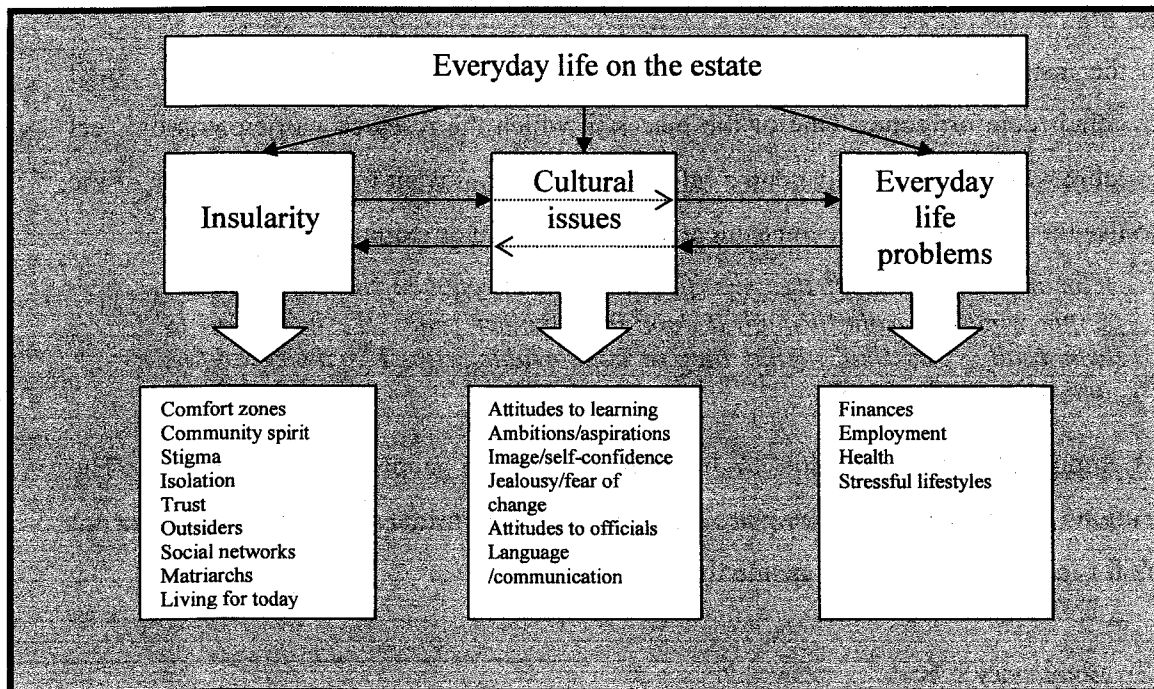 Everyday life on the estate
Insularity
Cultural
issues
Everyday
life
problems
Comfort zones
Community spirit
Stigma
Isolation
Trust
Outsiders
Social networks
Matriarchs
Living for today
Attitudes to learning
Ambitions/aspirations
Image/self-confidence
Jealousy/fear of
change
Attitudes to officials
Language
/communication
Finances
Employment
Health
Stressful lifestyles